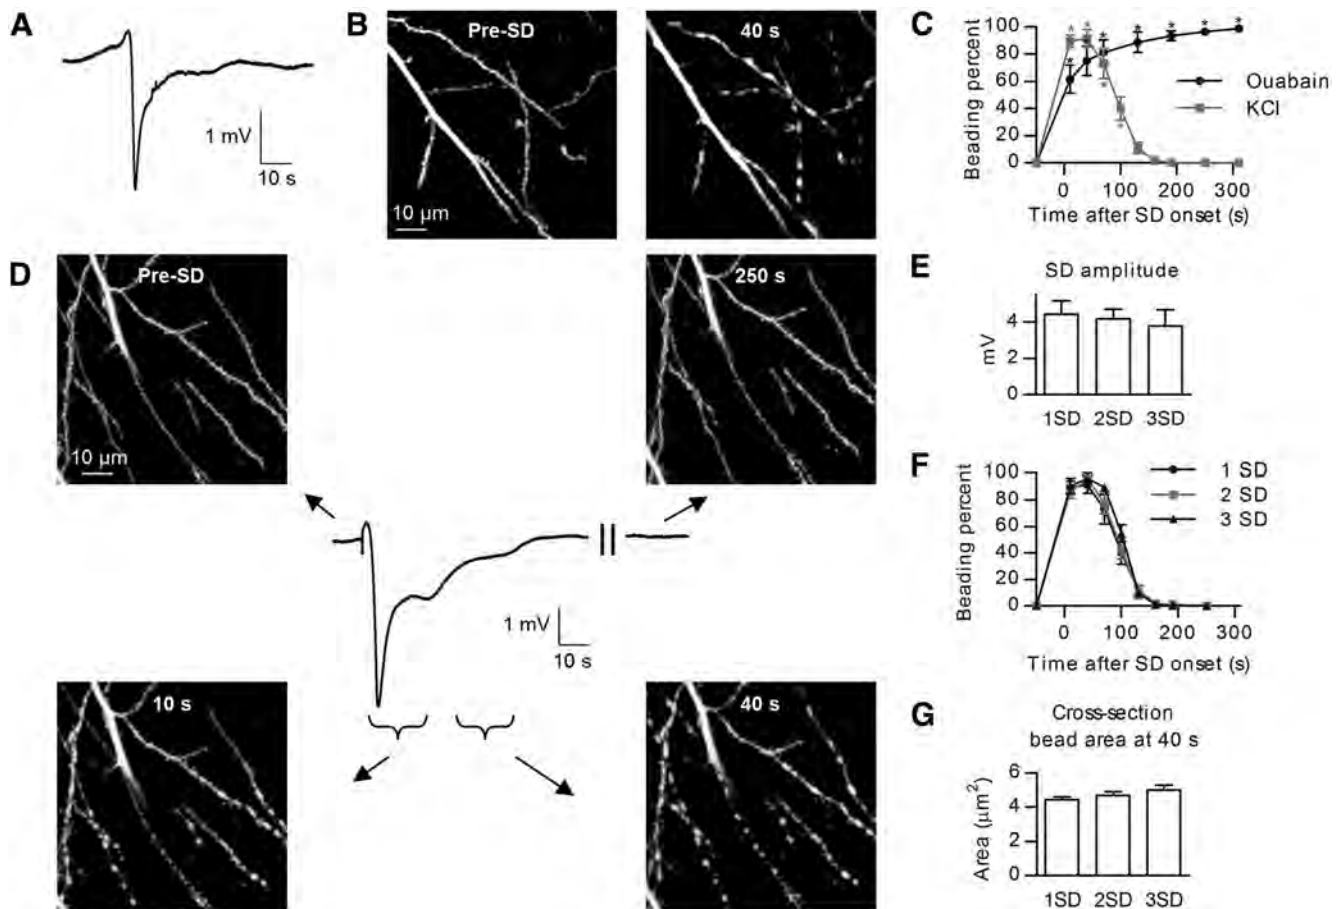 A
1 mV
10 s
B
Pre-SD
10 µm
40 s
C
Beading percent
100
80
60
40
20
0
* * * * * * * *
* * *
Ouabain
KCl
0 100 200 300
Time after SD onset (s)
D
Pre-SD
10 µm
250 s
1 mV
10 s
10 s
40 s
E
SD amplitude
mV
4
2
0
1SD 2SD 3SD
F
Beading percent
100
80
60
40
20
0
1 SD
2 SD
3 SD
0 100 200 300
Time after SD onset (s)
G
Cross-section
bead area at 40 s
Area (µm²)
6
4
2
0
1SD 2SD 3SD